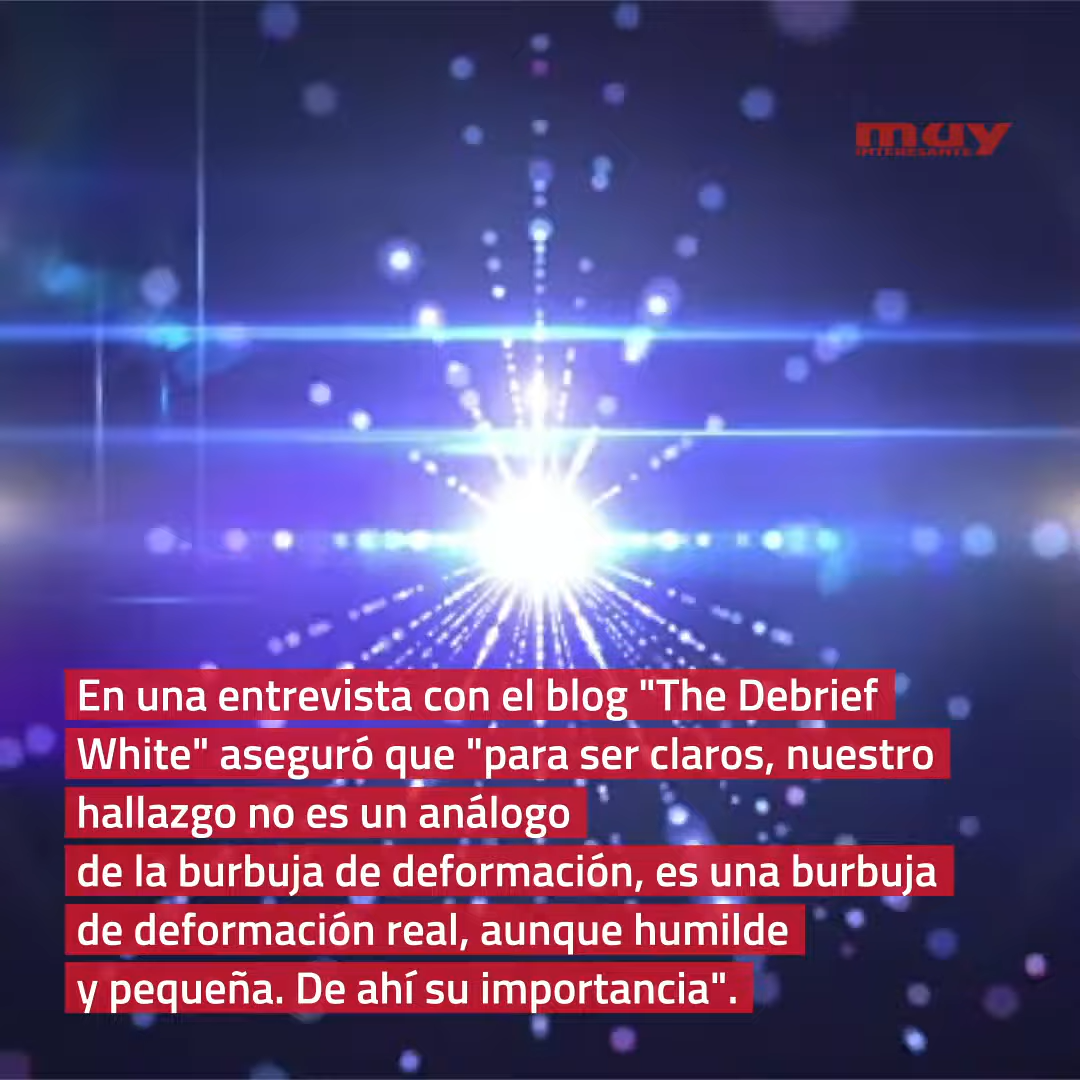 muy
INTERESANTE
En una entrevista con el blog "The Debrief
White" aseguró que "para ser claros, nuestro
hallazgo no es un análogo
de la burbuja de deformación, es una burbuja
de deformación real, aunque humilde
y pequeña. De ahí su importancia".